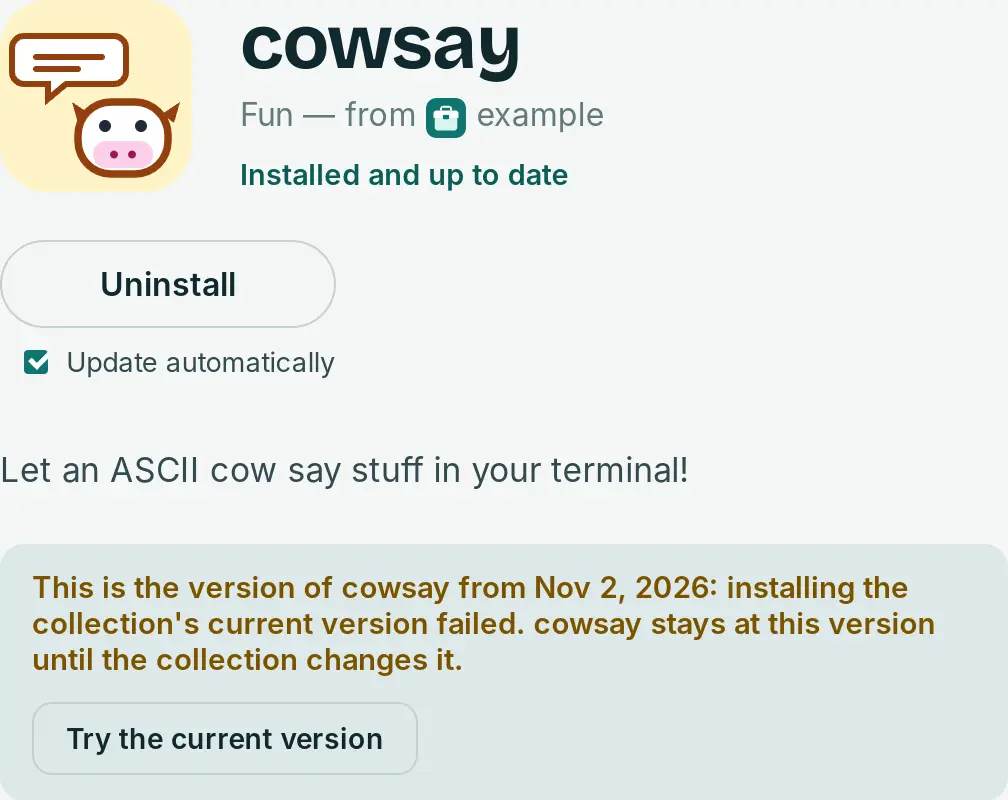 cowsay
Fun — from example
Installed and up to date
Uninstall
Update automatically
Let an ASCII cow say stuff in your terminal!
This is the version of cowsay from Nov 2, 2026: installing the
collection's current version failed. cowsay stays at this version
until the collection changes it.
Try the current version